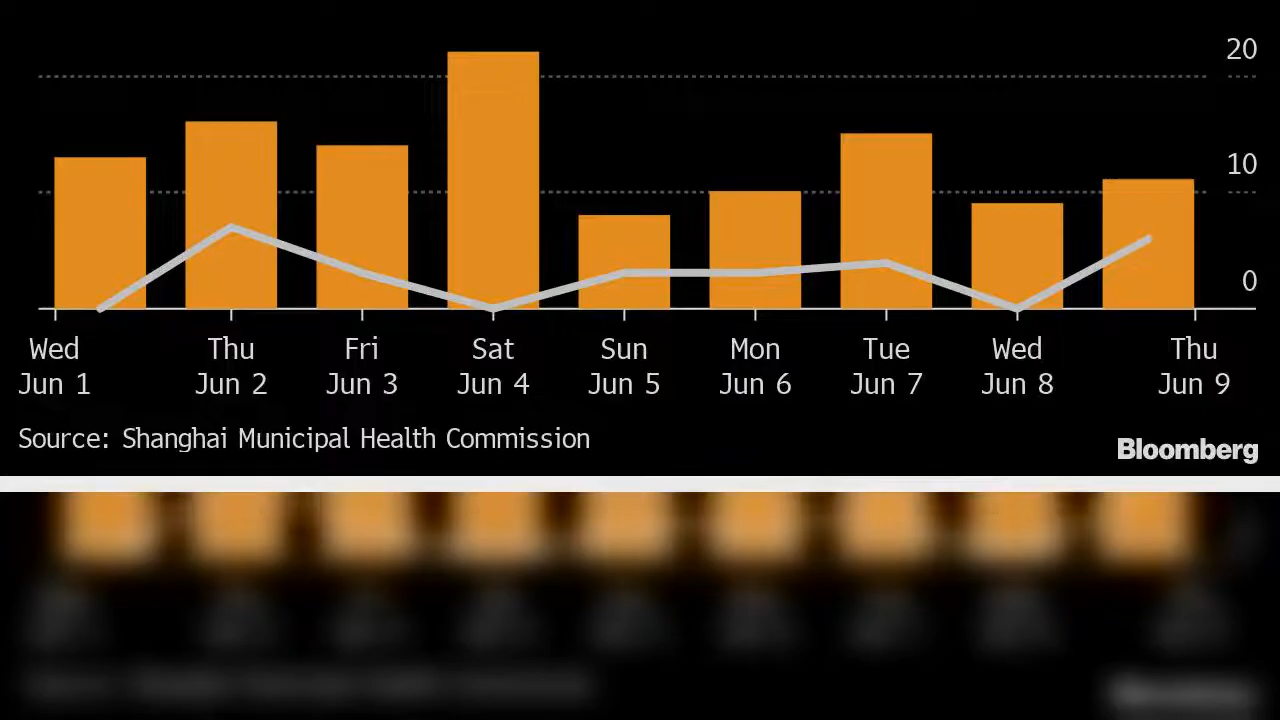 20
10
0
Wed Thu Fri Sat Sun Mon Tue Wed Thu
Jun 1 Jun 2 Jun 3 Jun 4 Jun 5 Jun 6 Jun 7 Jun 8 Jun 9
Source: Shanghai Municipal Health Commission
Bloomberg